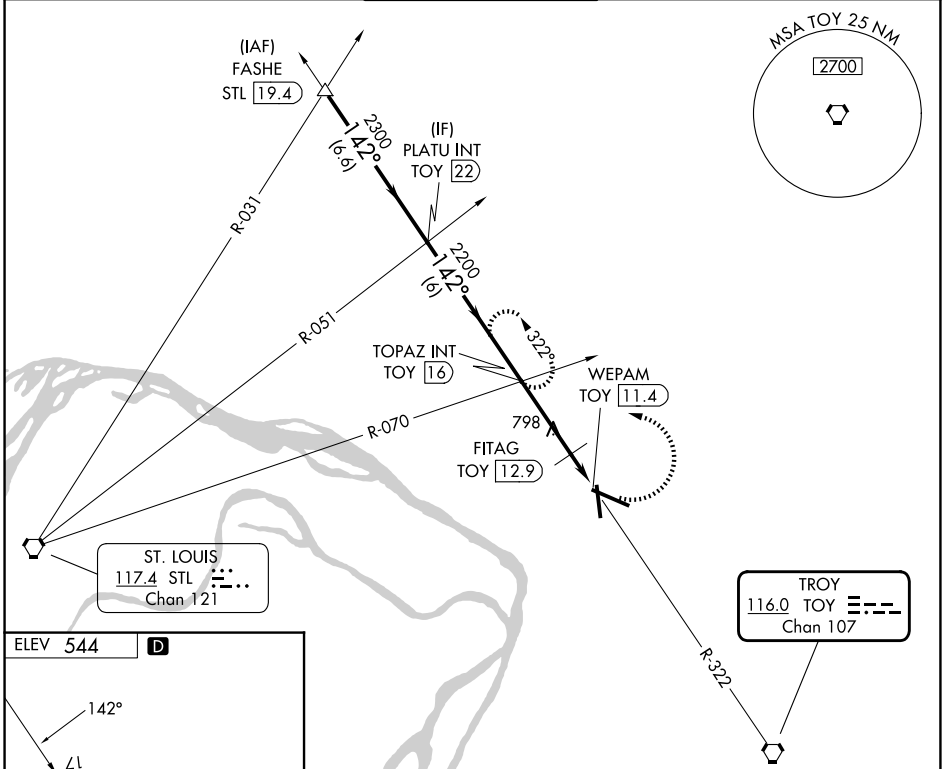 MSA TOY 25 NM
2700
(IAF)
FASHE
STL 19.4
2300
142°
(6.6)
(IF)
PLATU INT
TOY 22
R-031
2200
142°
(6)
R-051
322°
TOPAZ INT
TOY 16
WEPAM
TOY 11.4
R-070
798
FITAG
TOY 12.9
ST. LOUIS
117.4 STL
Chan 121
TROY
116.0 TOY
Chan 107
R-322
ELEV 544 D
142°
17